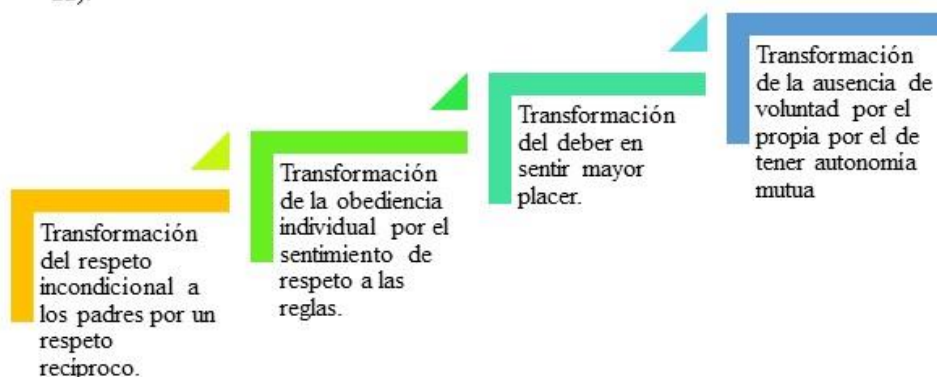 Transformación
del respeto
incondicional a
los padres por un
respeto
recíproco.
Transformación
de la obediencia
individual por el
sentimiento de
respeto a las
reglas.
Transformación
del deber en
sentir mayor
placer.
Transformación
de la ausencia de
voluntad por el
propia por el de
tener autonomía
mutua